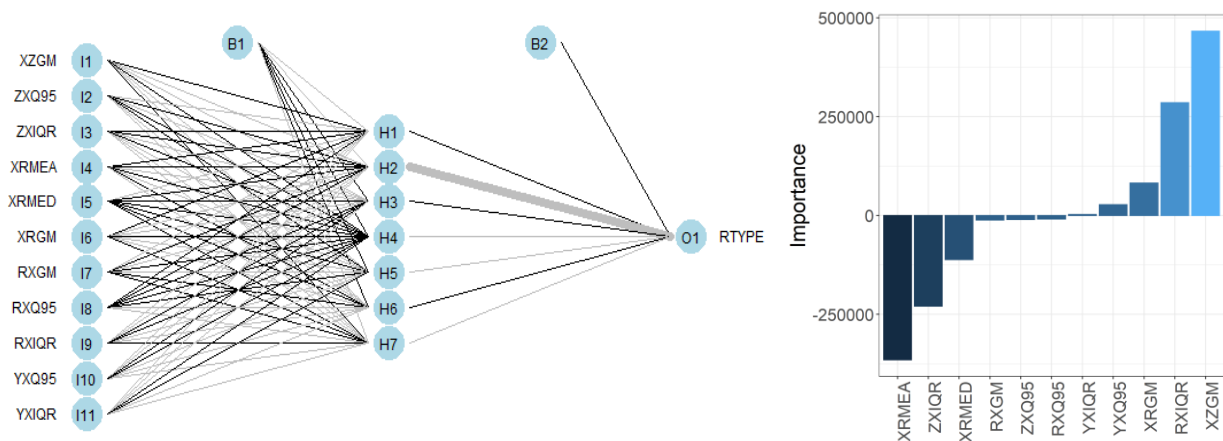 B1
B2
XZGM I1
ZXQ95 I2
ZXIQR I3
XRMEA I4
XRMED I5
XRGM I6
RXGM I7
RXQ95 I8
RXIQR I9
YXQ95 I10
YXIQR I11
H1
H2
H3
H4
H5
H6
H7
O1 RTYPE
Importance
500000
250000
0
-250000
XRMEA
ZXIQR
XRMED
RXGM
ZXQ95
RXQ95
YXIQR
YXQ95
XRGM
RXIQR
XZGM